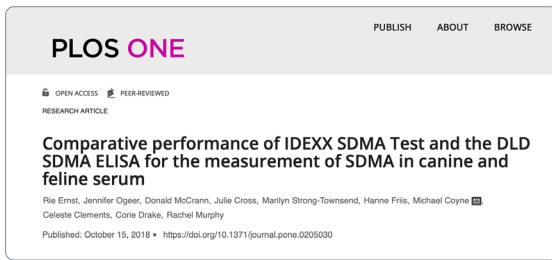 PUBLISH ABOUT BROWSE
PLOS ONE
OPEN ACCESS PEER-REVIEWED
RESEARCH ARTICLE
Comparative performance of IDEXX SDMA Test and the DLD
SDMA ELISA for the measurement of SDMA in canine and
feline serum
Rie Ernst, Jennifer Ogeer, Donald McCrann, Julie Cross, Marilyn Strong-Townsend, Hanne Friis, Michael Coyne ,
Celeste Clements, Corie Drake, Rachel Murphy
Published: October 15, 2018 • https://doi.org/10.1371/journal.pone.0205030